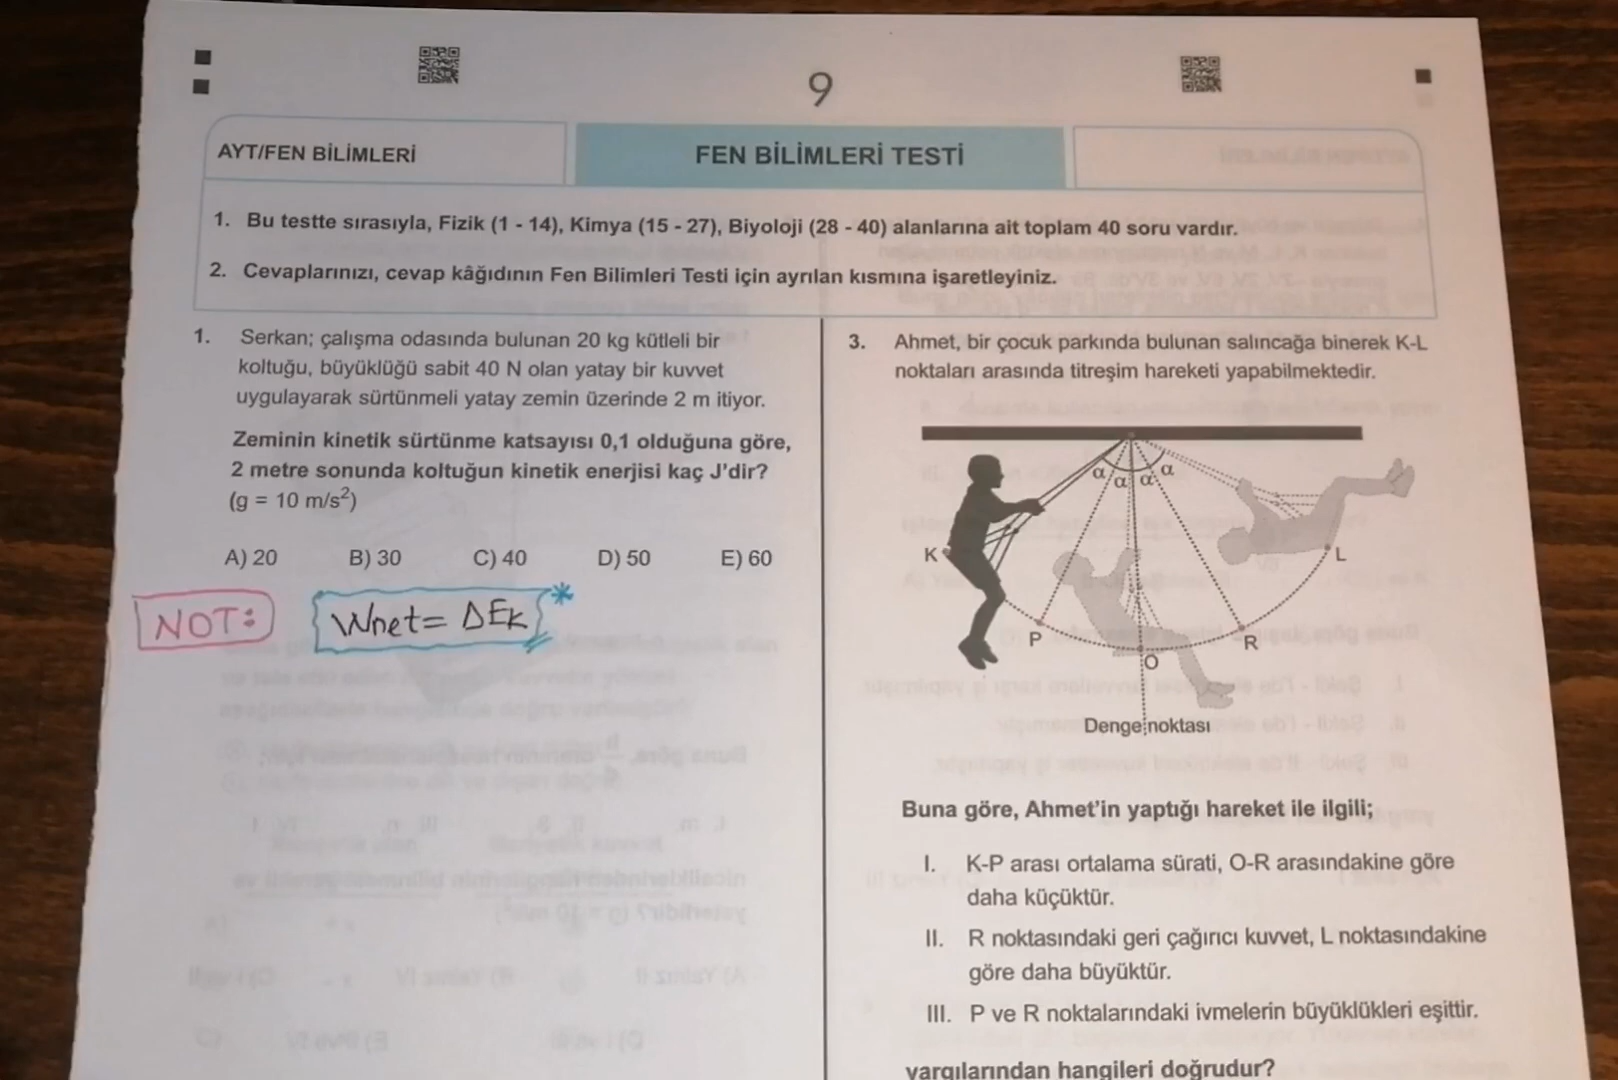 9
AYT/FEN BİLİMLERİ
FEN BİLİMLERİ TESTİ
1. Bu testte sırasıyla, Fizik (1 - 14), Kimya (15 - 27), Biyoloji (28 - 40) alanlarına ait toplam 40 soru vardır.
2. Cevaplarınızı, cevap kâğıdının Fen Bilimleri Testi için ayrılan kısmına işaretleyiniz.
1. Serkan; çalışma odasında bulunan 20 kg kütleli bir
koltuğu, büyüklüğü sabit 40 N olan yatay bir kuvvet
uygulayarak sürtünmeli yatay zemin üzerinde 2 m itiyor.
Zeminin kinetik sürtünme katsayısı 0,1 olduğuna göre,
2 metre sonunda koltuğun kinetik enerjisi kaç J'dir?
(g = 10 m/s²)
A) 20 B) 30 C) 40 D) 50 E) 60
NOT: Wnet = ΔEk *
3. Ahmet, bir çocuk parkında bulunan salıncağa binerek K-L
noktaları arasında titreşim hareketi yapabilmektedir.
α α α α
K L
P O R
Denge noktası
Buna göre, Ahmet'in yaptığı hareket ile ilgili;
I. K-P arası ortalama sürati, O-R arasındakine göre
daha küçüktür.
II. R noktasındaki geri çağırıcı kuvvet, L noktasındakine
göre daha büyüktür.
III. P ve R noktalarındaki ivmelerin büyüklükleri eşittir.
yargılarından hangileri doğrudur?